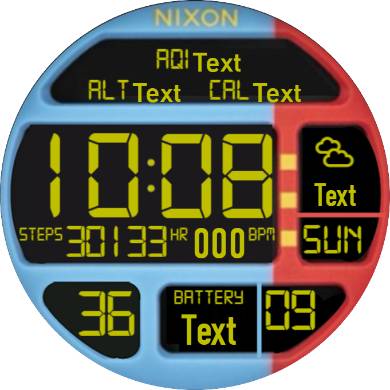 NIXON
AQI Text
ALT Text CAL Text
10:08
Text
STEPS 30133 HR 000 BPM
SUN
36
BATTERY
Text
09